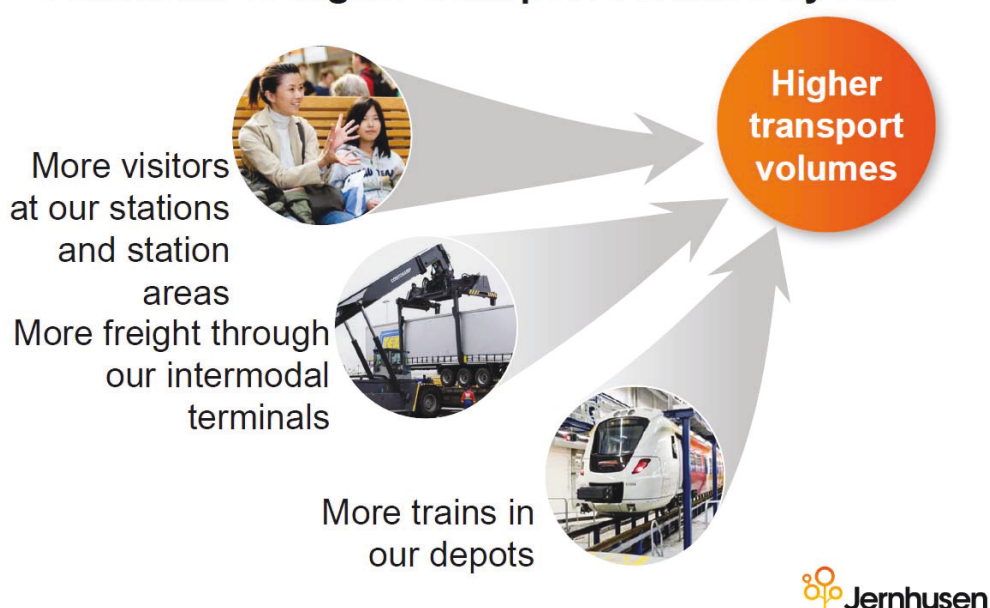 More visitors
at our stations
and station
areas
More freight through
our intermodal
terminals
More trains in
our depots
Higher
transport
volumes
Jernhusen